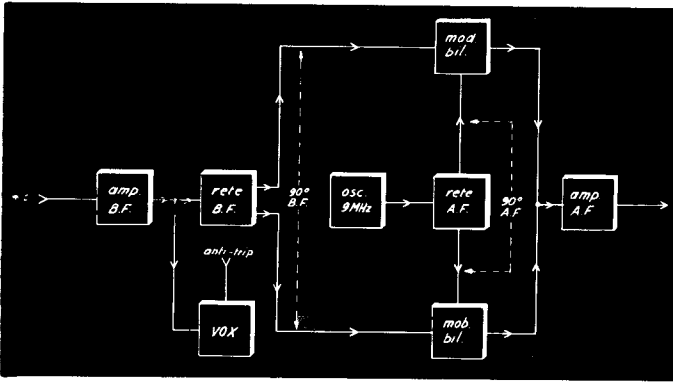 mod.
bil.
amp.
B.F.
rete
B.F.
90°
B.F.
osc.
9MHz
rete
A.F.
90°
A.F.
amp.
A.F.
anti-trip
VOX
mob.
bil.